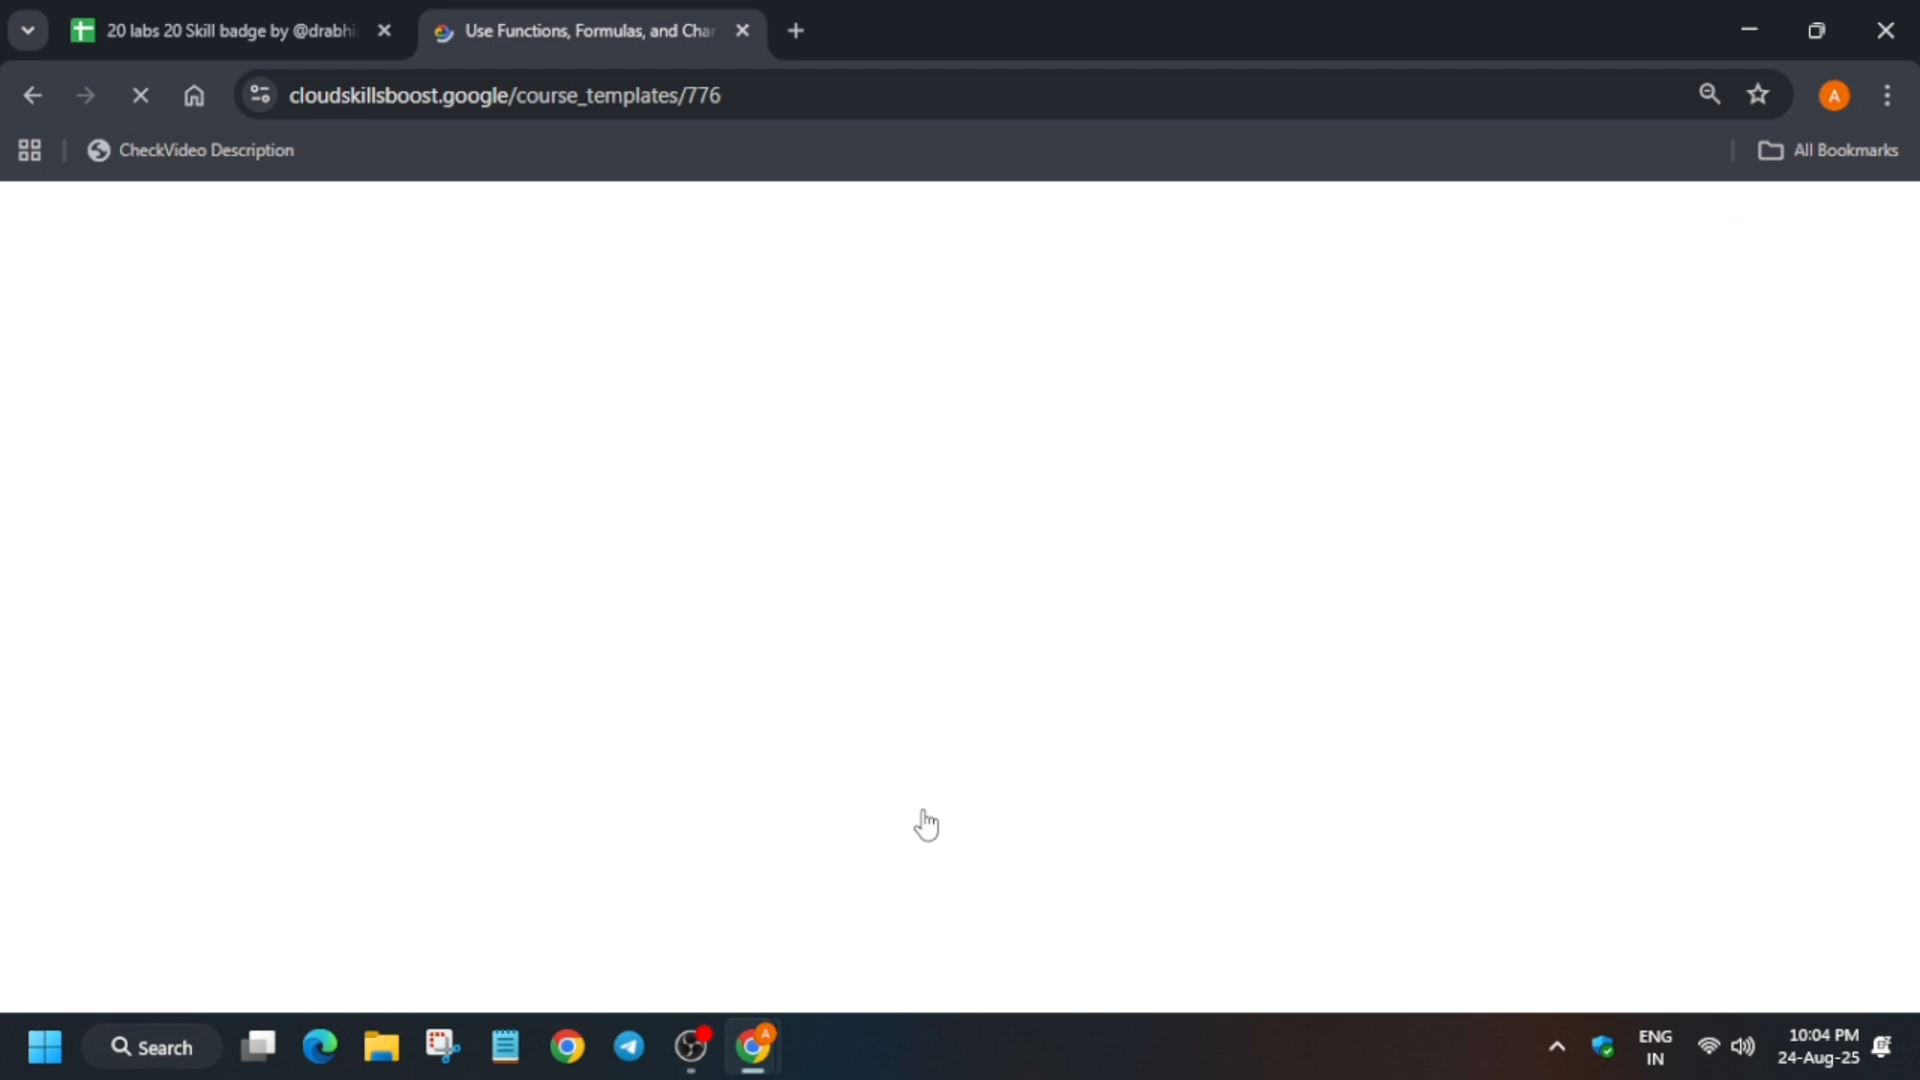 20 labs 20 Skill badge by @drabhi
Use Functions, Formulas, and Char
cloudskillsboost.google/course_templates/776
A
CheckVideo Description
All Bookmarks
Search
A
ENG
IN
10:04 PM
24-Aug-25